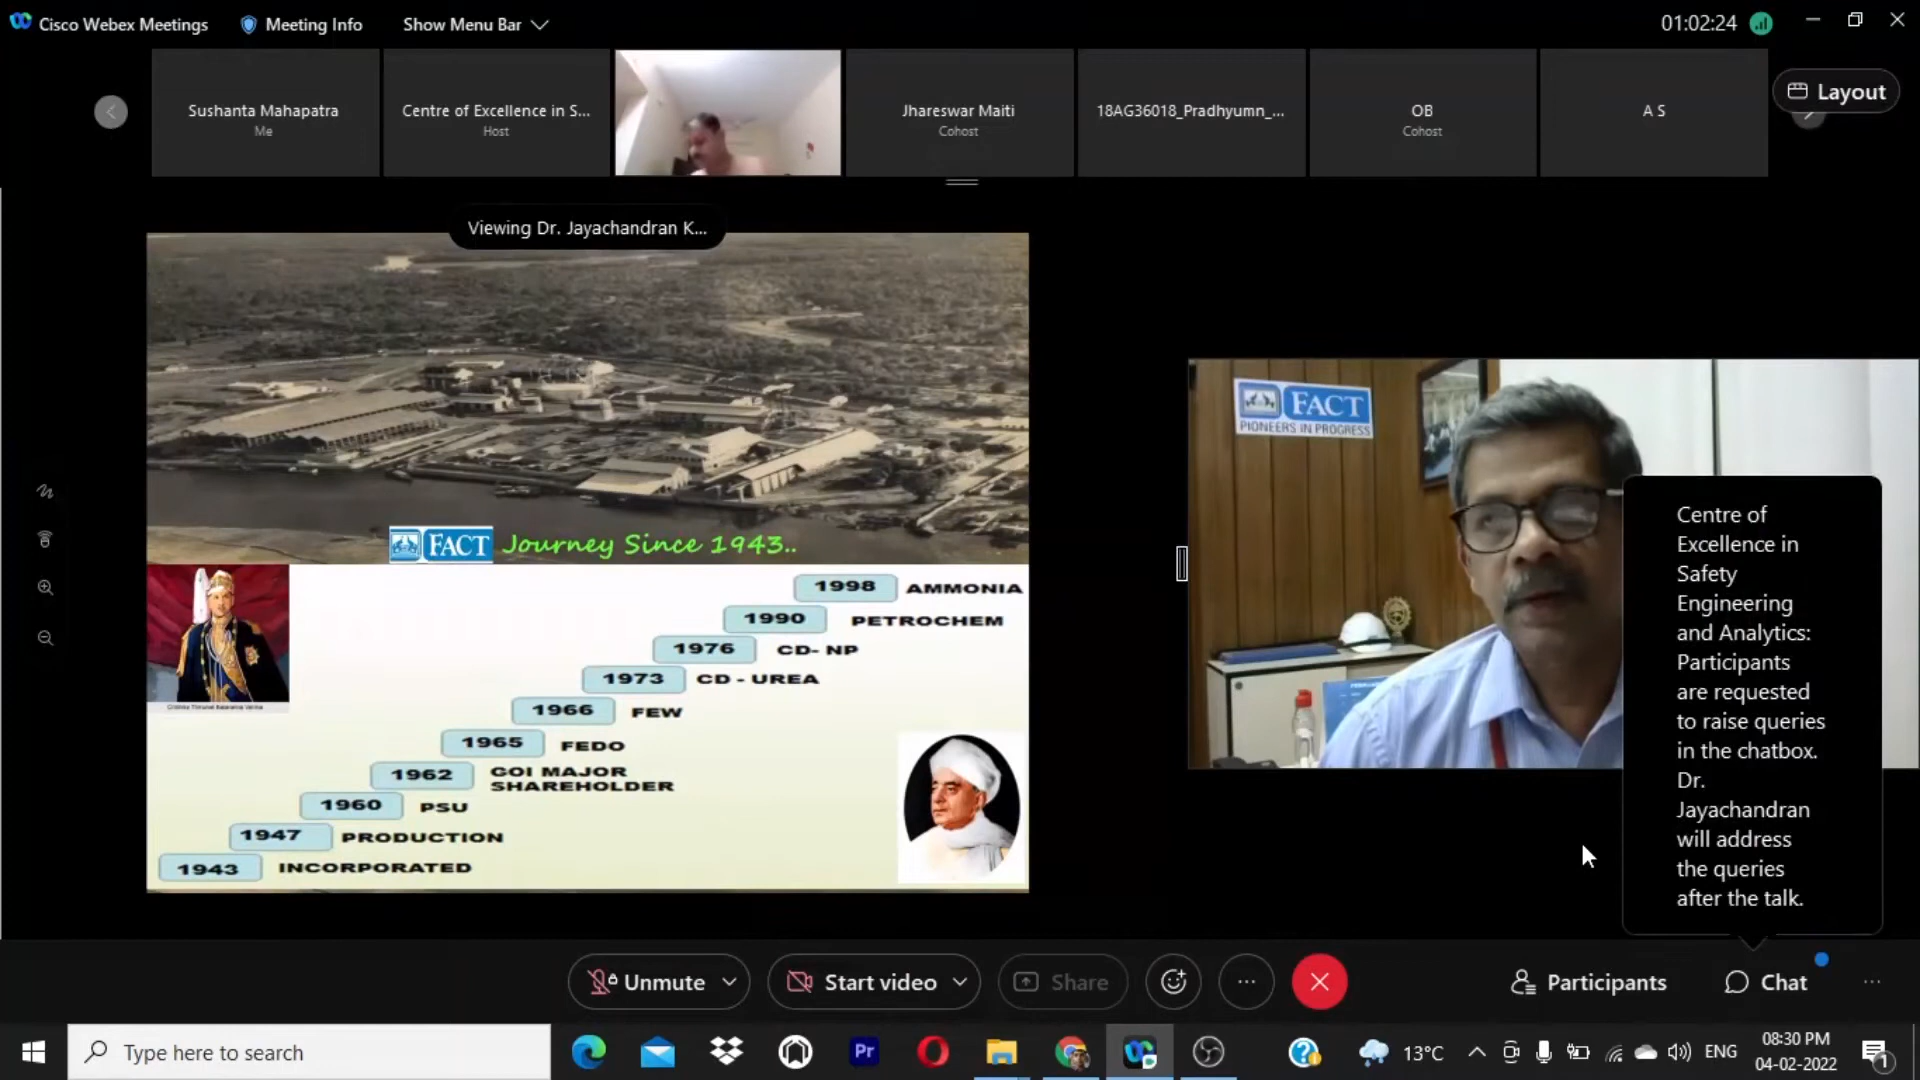 Cisco Webex Meetings
Meeting Info
Show Menu Bar
01:02:24
Sushanta Mahapatra
Me
Centre of Excellence in S...
Host
Jhareswar Maiti
Cohost
18AG36018_Pradhyumn_...
OB
Cohost
A S
Layout
Viewing Dr. Jayachandran K...
FACT
Journey Since 1943..
1998 AMMONIA
1990 PETROCHEM
1976 CD- NP
1973 CD - UREA
1966 FEW
1965 FEDO
1962 GOI MAJOR
SHAREHOLDER
1960 PSU
1947 PRODUCTION
1943 INCORPORATED
FACT
PIONEERS IN PROGRESS
Centre of
Excellence in
Safety
Engineering
and Analytics:
Participants
are requested
to raise queries
in the chatbox.
Dr.
Jayachandran
will address
the queries
after the talk.
Unmute
Start video
Share
Participants
Chat
Type here to search
Pr
13°C
ENG
08:30 PM
04-02-2022
1